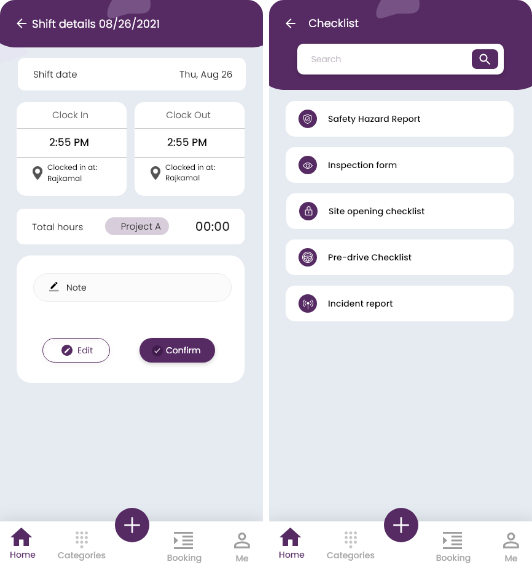 Shift details 08/26/2021
Shift date
Thu, Aug 26
Clock In
2:55 PM
Clocked in at:
Rajkamal
Clock Out
2:55 PM
Clocked in at:
Rajkamal
Total hours
Project A
00:00
Note
Edit
Confirm
Home
Categories
Booking
Me
Checklist
Search
Safety Hazard Report
Inspection form
Site opening checklist
Pre-drive Checklist
Incident report
Home
Categories
Booking
Me